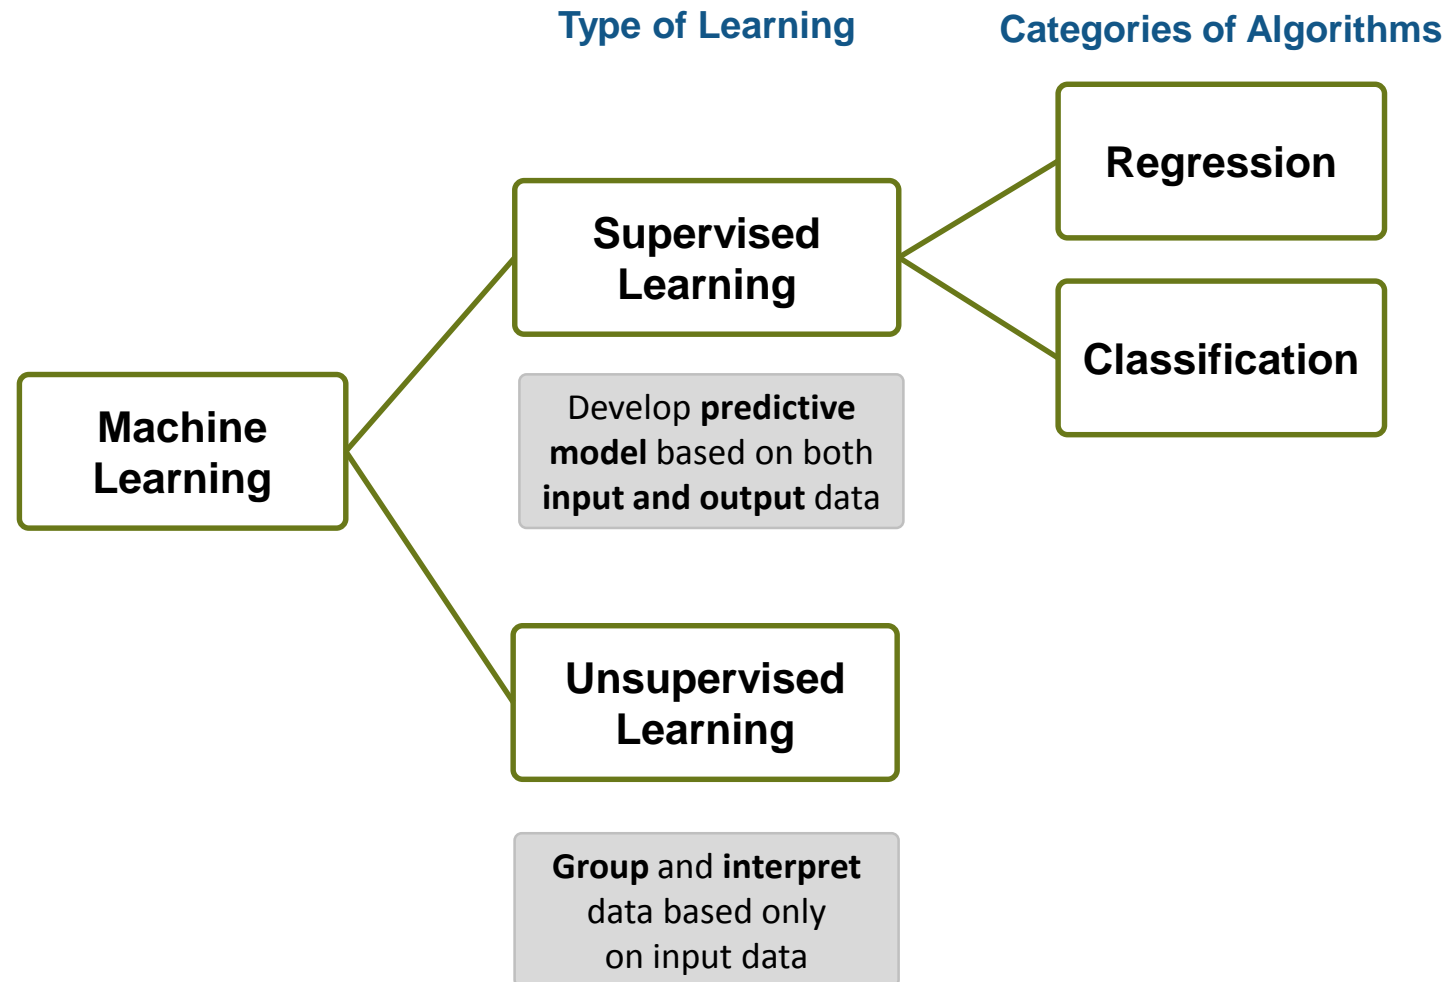 Type of Learning
Categories of Algorithms
Machine
Learning
Supervised
Learning
Develop predictive
model based on both
input and output data
Regression
Classification
Unsupervised
Learning
Group and interpret
data based only
on input data